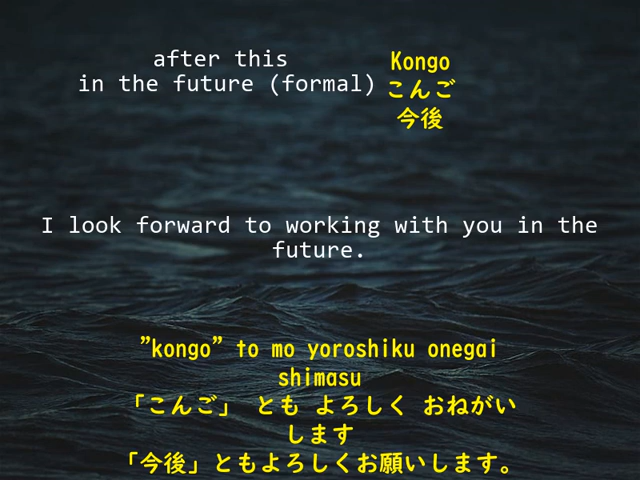 after this
in the future (formal)
Kongo
こんご
今後
I look forward to working with you in the
future.
”kongo” to mo yoroshiku onegai
shimasu
「こんご」 とも よろしく おねがい
します
「今後」ともよろしくお願いします。